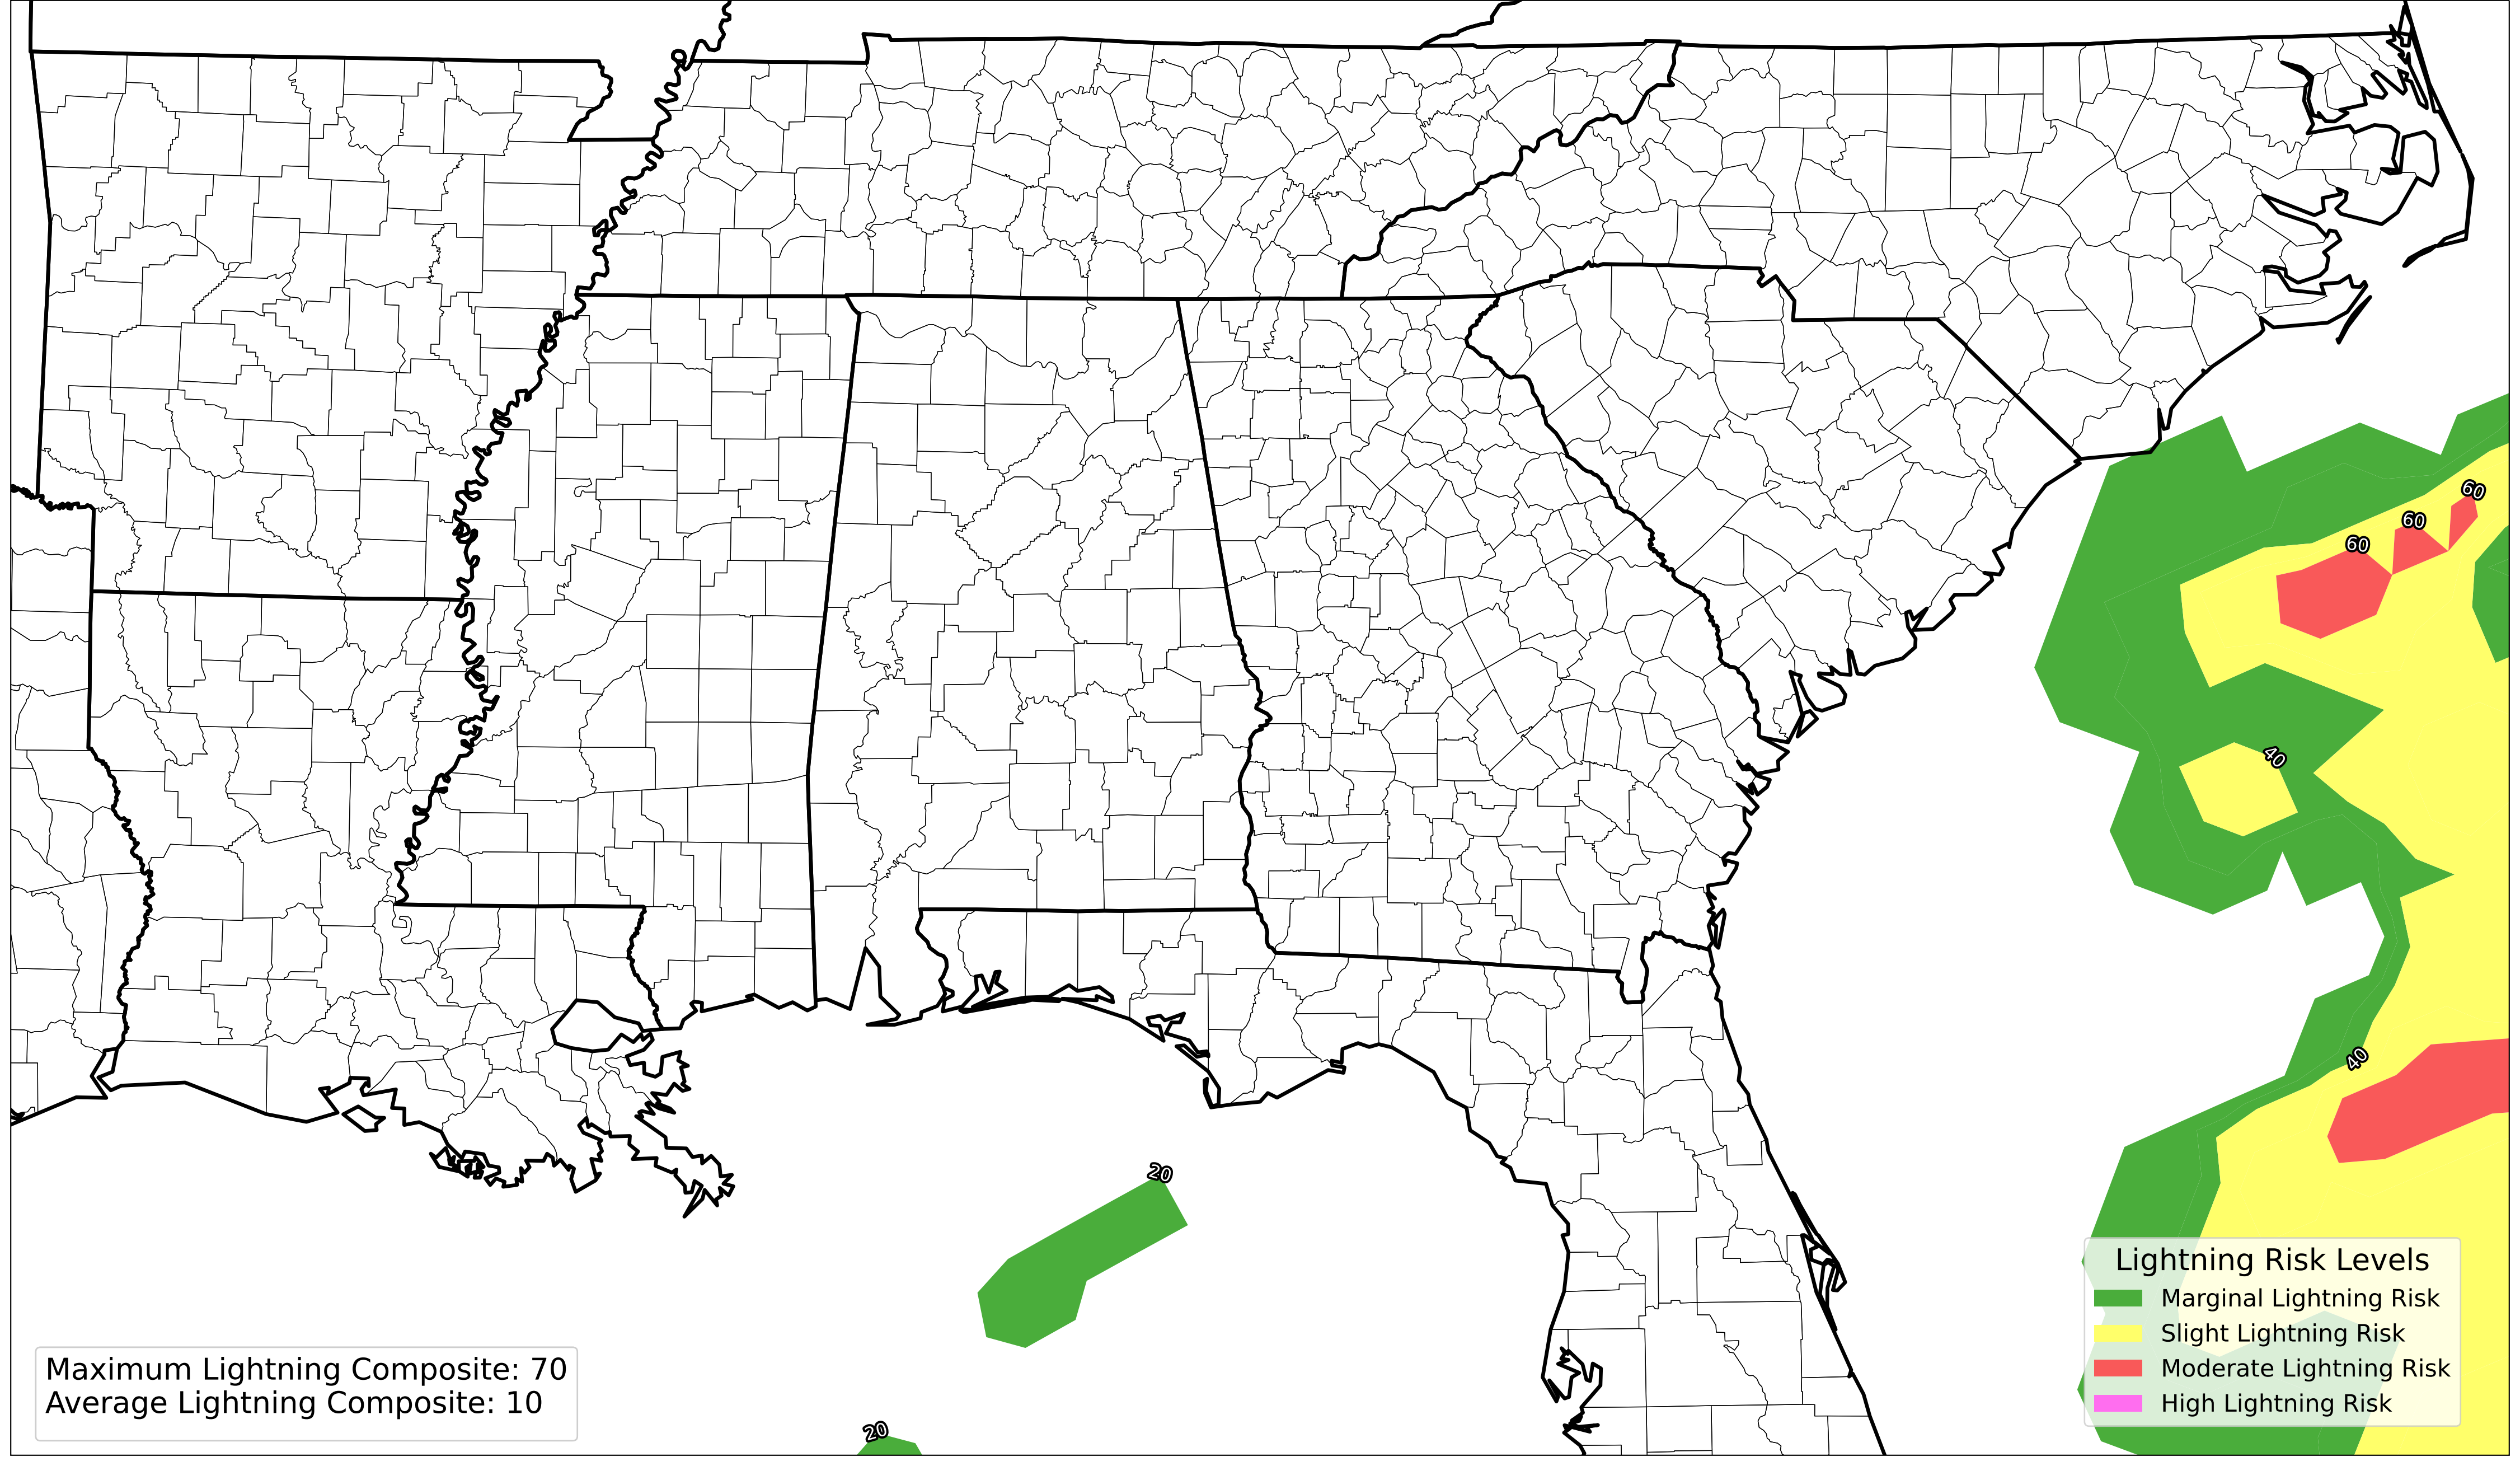 60
60
60
40
40
20
Lightning Risk Levels
Marginal Lightning Risk
Slight Lightning Risk
Moderate Lightning Risk
High Lightning Risk
Maximum Lightning Composite: 70
Average Lightning Composite: 10
20